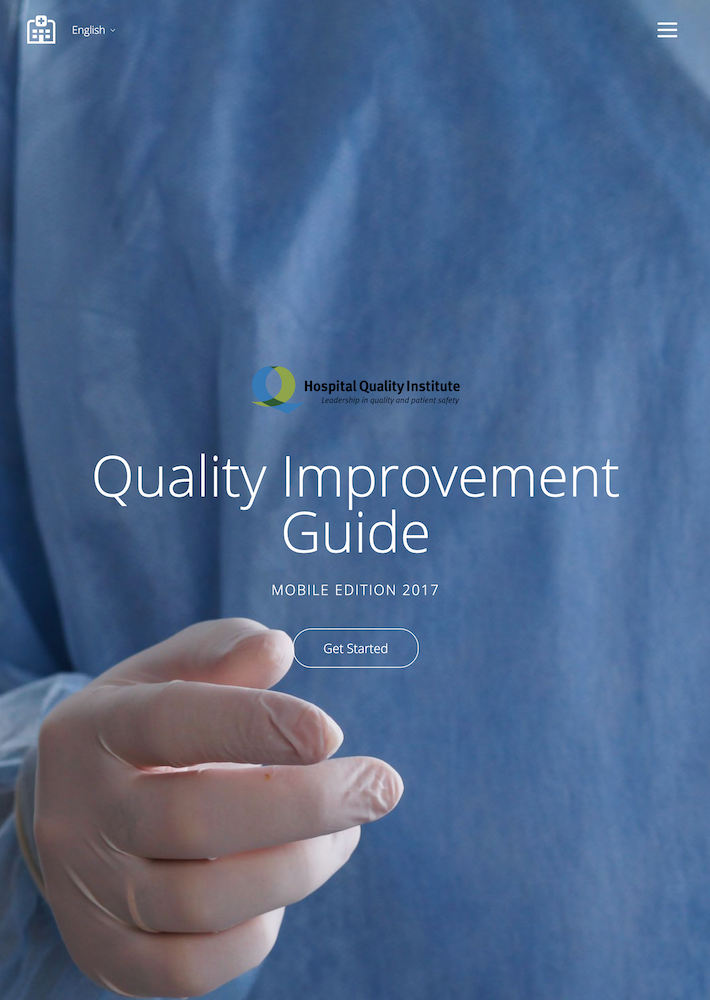 English
Hospital Quality Institute
Leadership in quality and patient safety
Quality Improvement
Guide
MOBILE EDITION 2017
Get Started